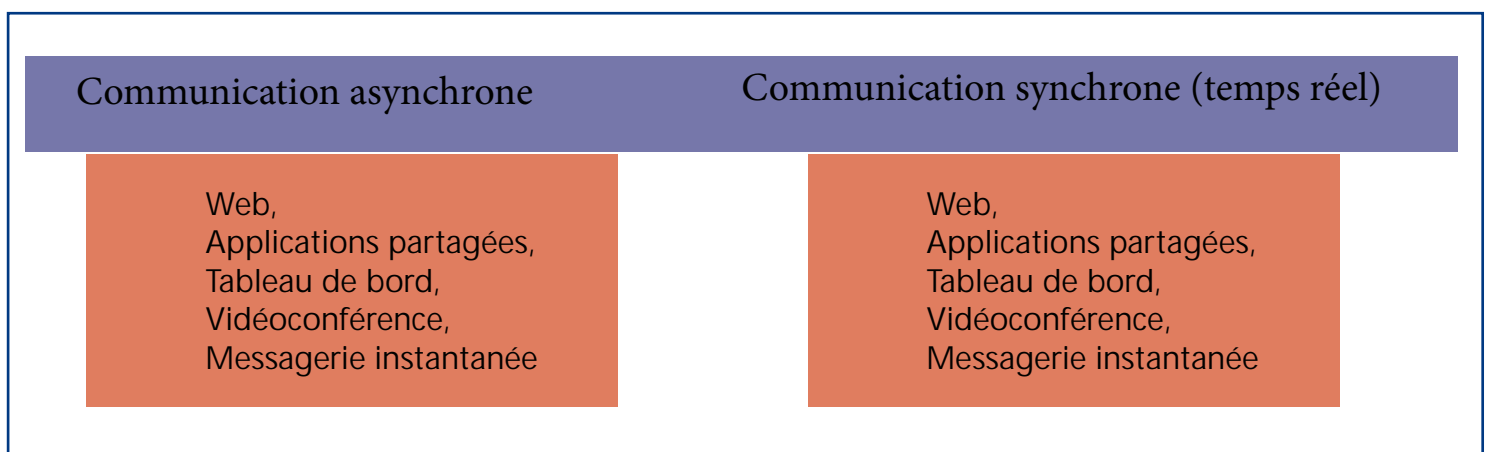 Communication asynchrone
Communication synchrone (temps réel)
Web,
Applications partagées,
Tableau de bord,
Vidéoconférence,
Messagerie instantanée
Web,
Applications partagées,
Tableau de bord,
Vidéoconférence,
Messagerie instantanée